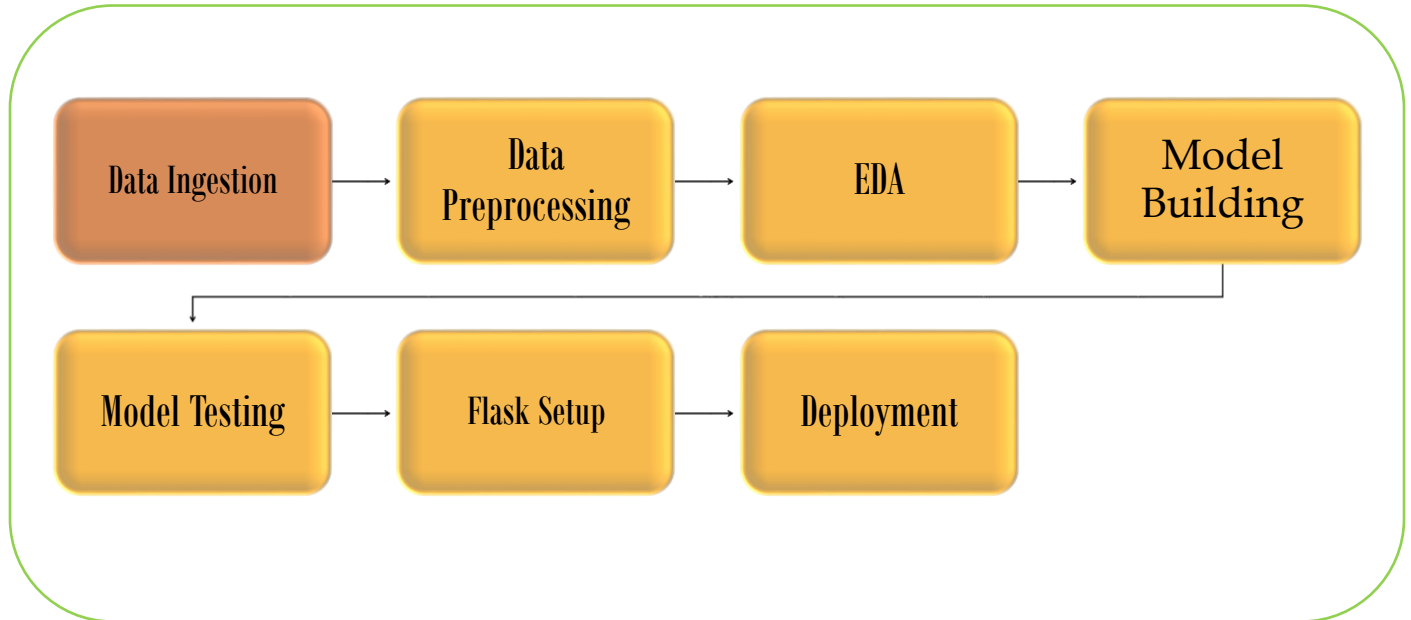 Data Ingestion
Data
Preprocessing
EDA
Model
Building
Model Testing
Flask Setup
Deployment